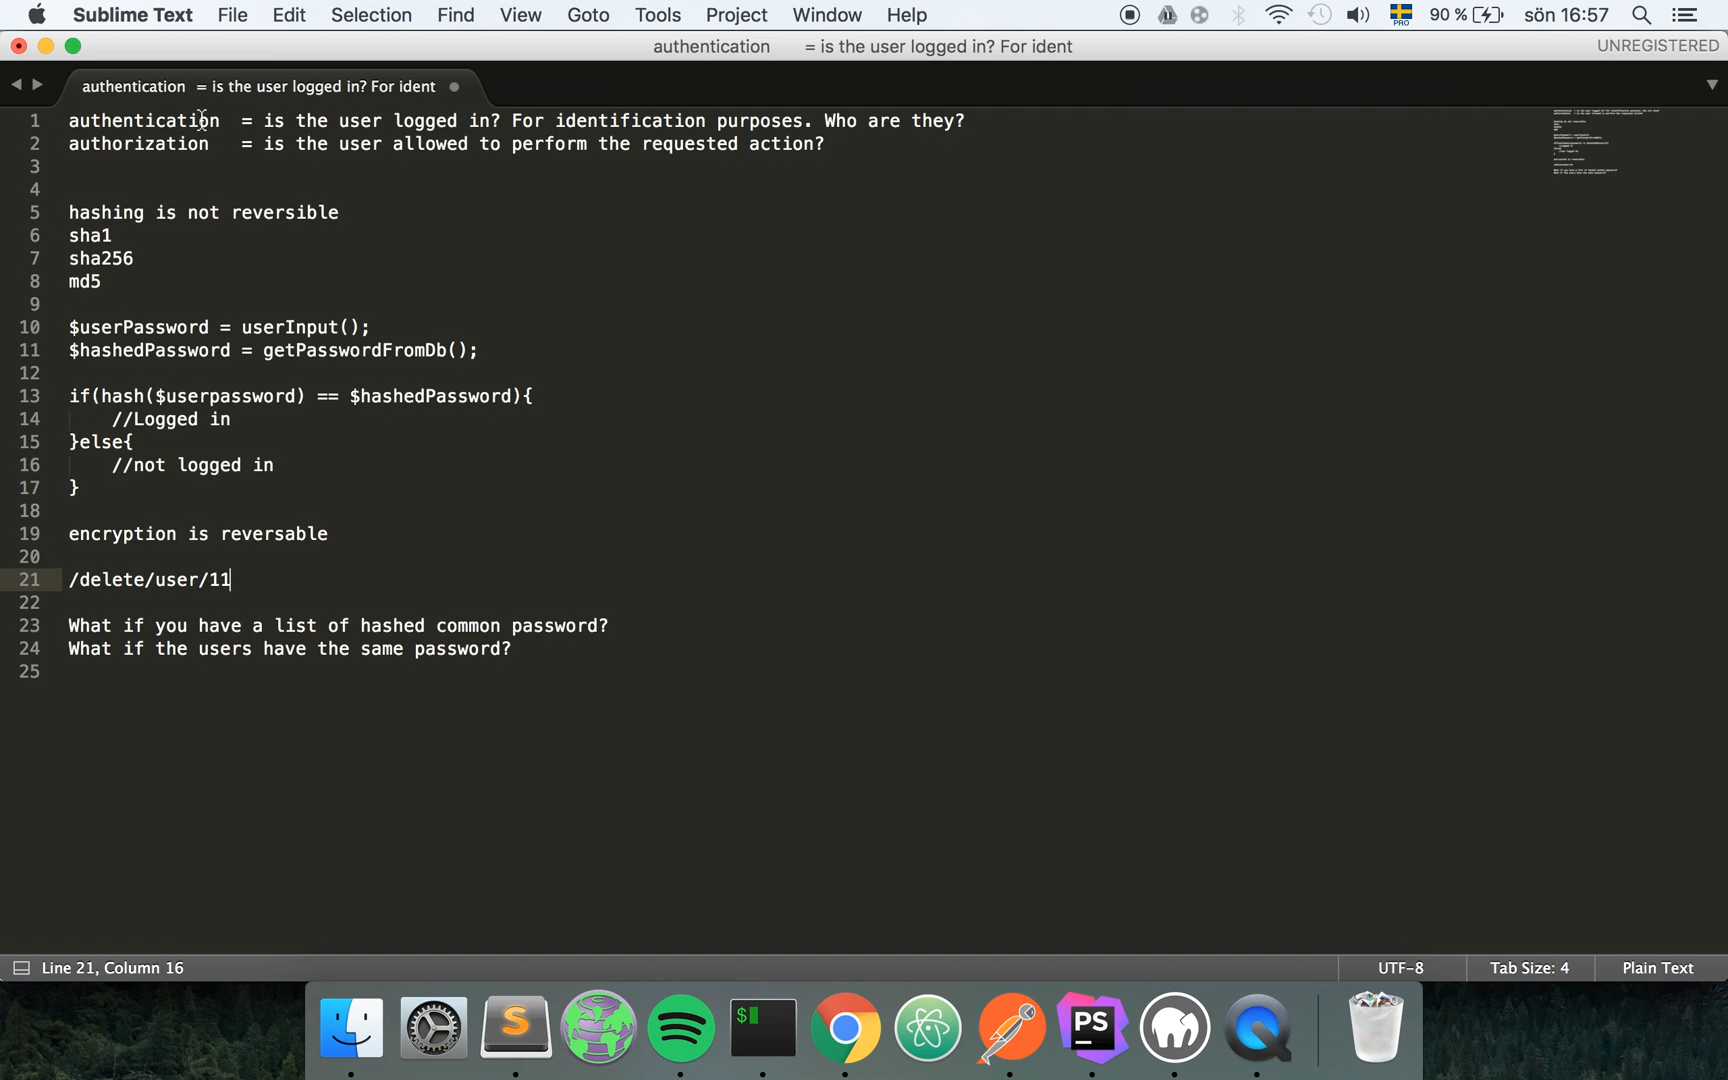 Sublime Text File Edit Selection Find View Goto Tools Project Window Help PRO 90 % sön 16:57
authentication = is the user logged in? For ident UNREGISTERED
authentication = is the user logged in? For ident
1 authentication = is the user logged in? For identification purposes. Who are they?
2 authorization = is the user allowed to perform the requested action?
3
4
5 hashing is not reversible
6 sha1
7 sha256
8 md5
9
10 $userPassword = userInput();
11 $hashedPassword = getPasswordFromDb();
12
13 if(hash($userpassword) == $hashedPassword){
14 //Logged in
15 }else{
16 //not logged in
17 }
18
19 encryption is reversable
20
21 /delete/user/11
22
23 What if you have a list of hashed common password?
24 What if the users have the same password?
25
Line 21, Column 16 UTF-8 Tab Size: 4 Plain Text
S $ PS